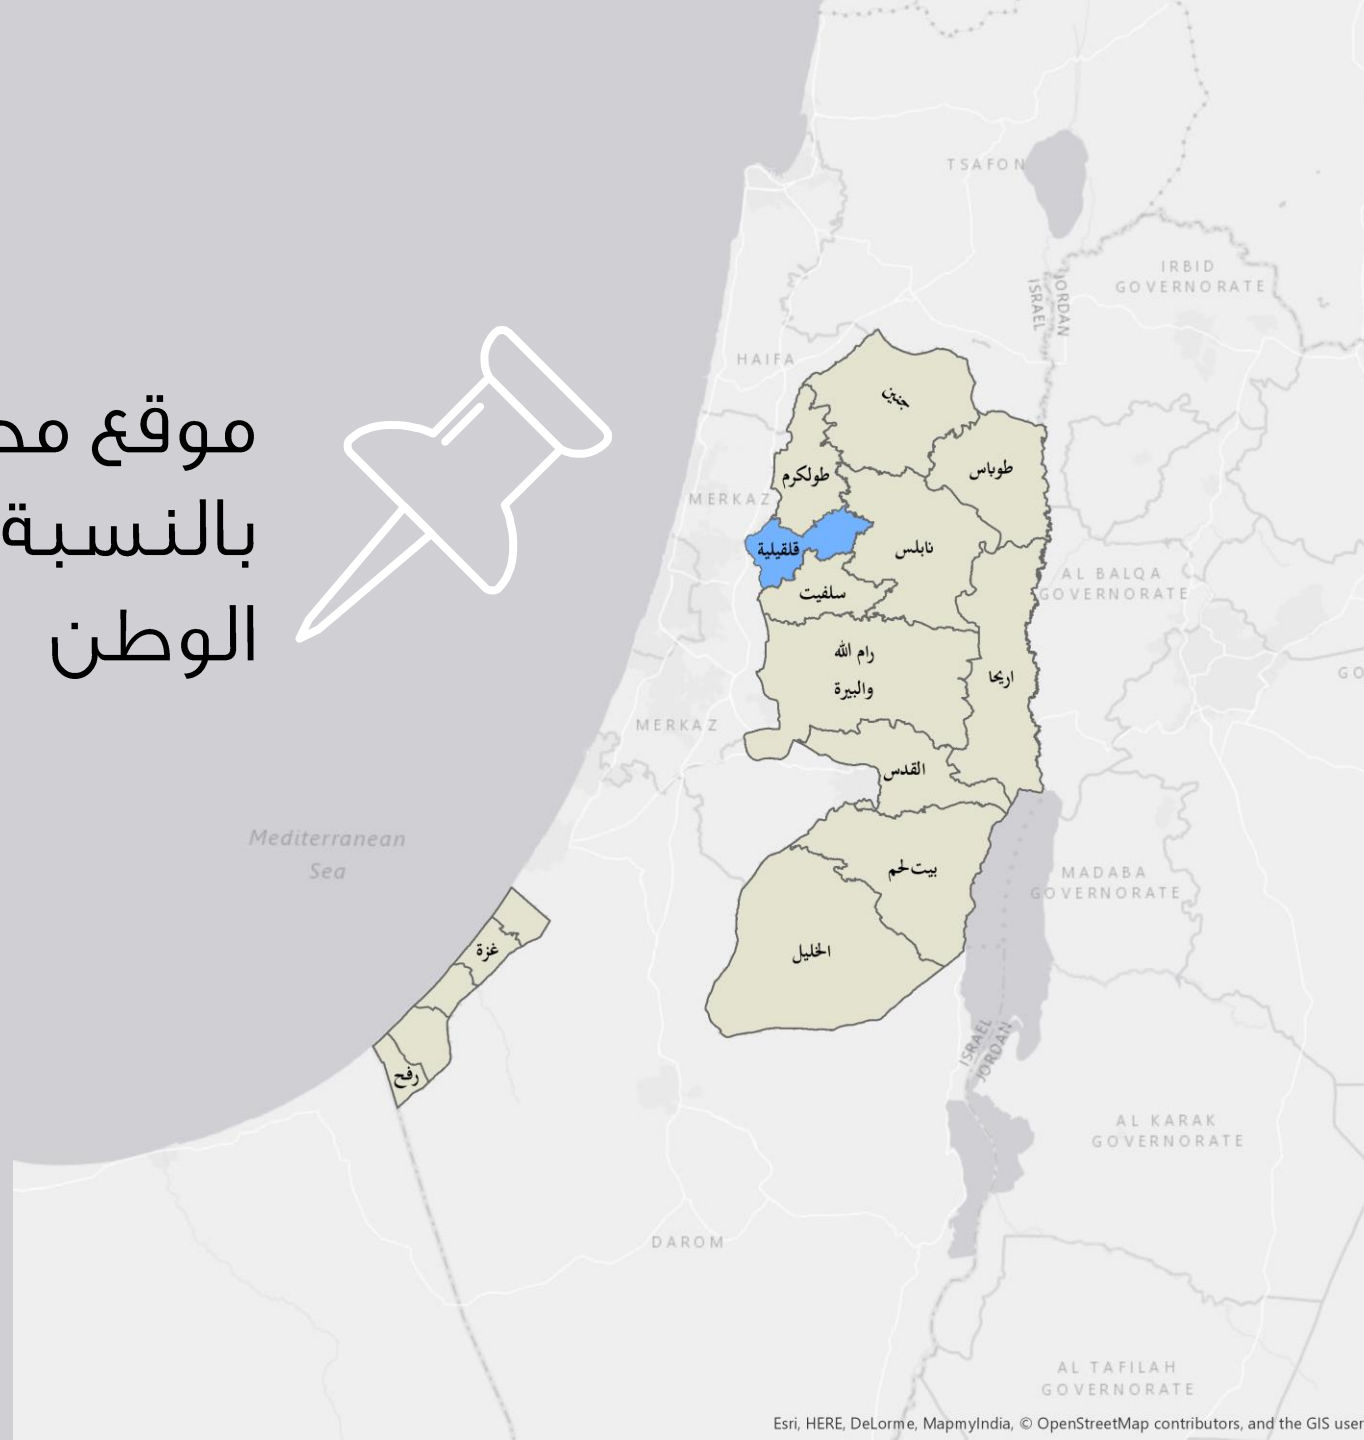 موقع
بالنسبة
الوطن
TSAFON
IRBID
GOVERNORATE
ISRAEL
JORDAN
HAIFA
جنين
طوباس
طولكرم
MERKAZ
قلقيلية
نابلس
AL BALQA
GOVERNORATE
سلفيت
رام الله
والبيرة
اريحا
GO
MERKAZ
القدس
Mediterranean
Sea
بيت لحم
MADABA
GOVERNORATE
غزة
الخليل
رفح
ISRAEL
JORDAN
AL KARAK
GOVERNORATE
DAROM
AL TAFILAH
GOVERNORATE
Esri, HERE, DeLorme, MapmyIndia, © OpenStreetMap contributors, and the GIS user